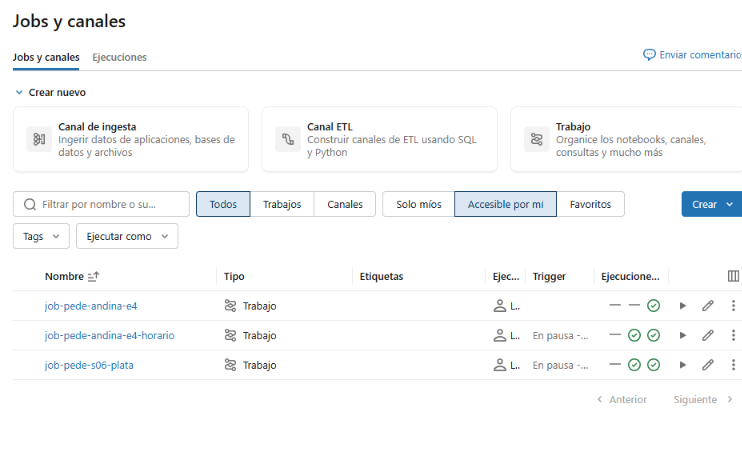 Jobs y canales
Jobs y canales Ejecuciones Enviar comentarios
Crear nuevo
Canal de ingesta
Ingerir datos de aplicaciones, bases de
datos y archivos
Canal ETL
Construir canales de ETL usando SQL
y Python
Trabajo
Organice los notebooks, canales,
consultas y mucho más
Filtrar por nombre o su... Todos Trabajos Canales Solo míos Accesible por mi Favoritos Crear
Tags Ejecutar como
Nombre Tipo Etiquetas Ejec... Trigger Ejecucione...
job-pede-andina-e4 Trabajo L..
job-pede-andina-e4-horario Trabajo L.. En pausa -...
job-pede-s06-plata Trabajo L.. En pausa -...
Anterior Siguiente